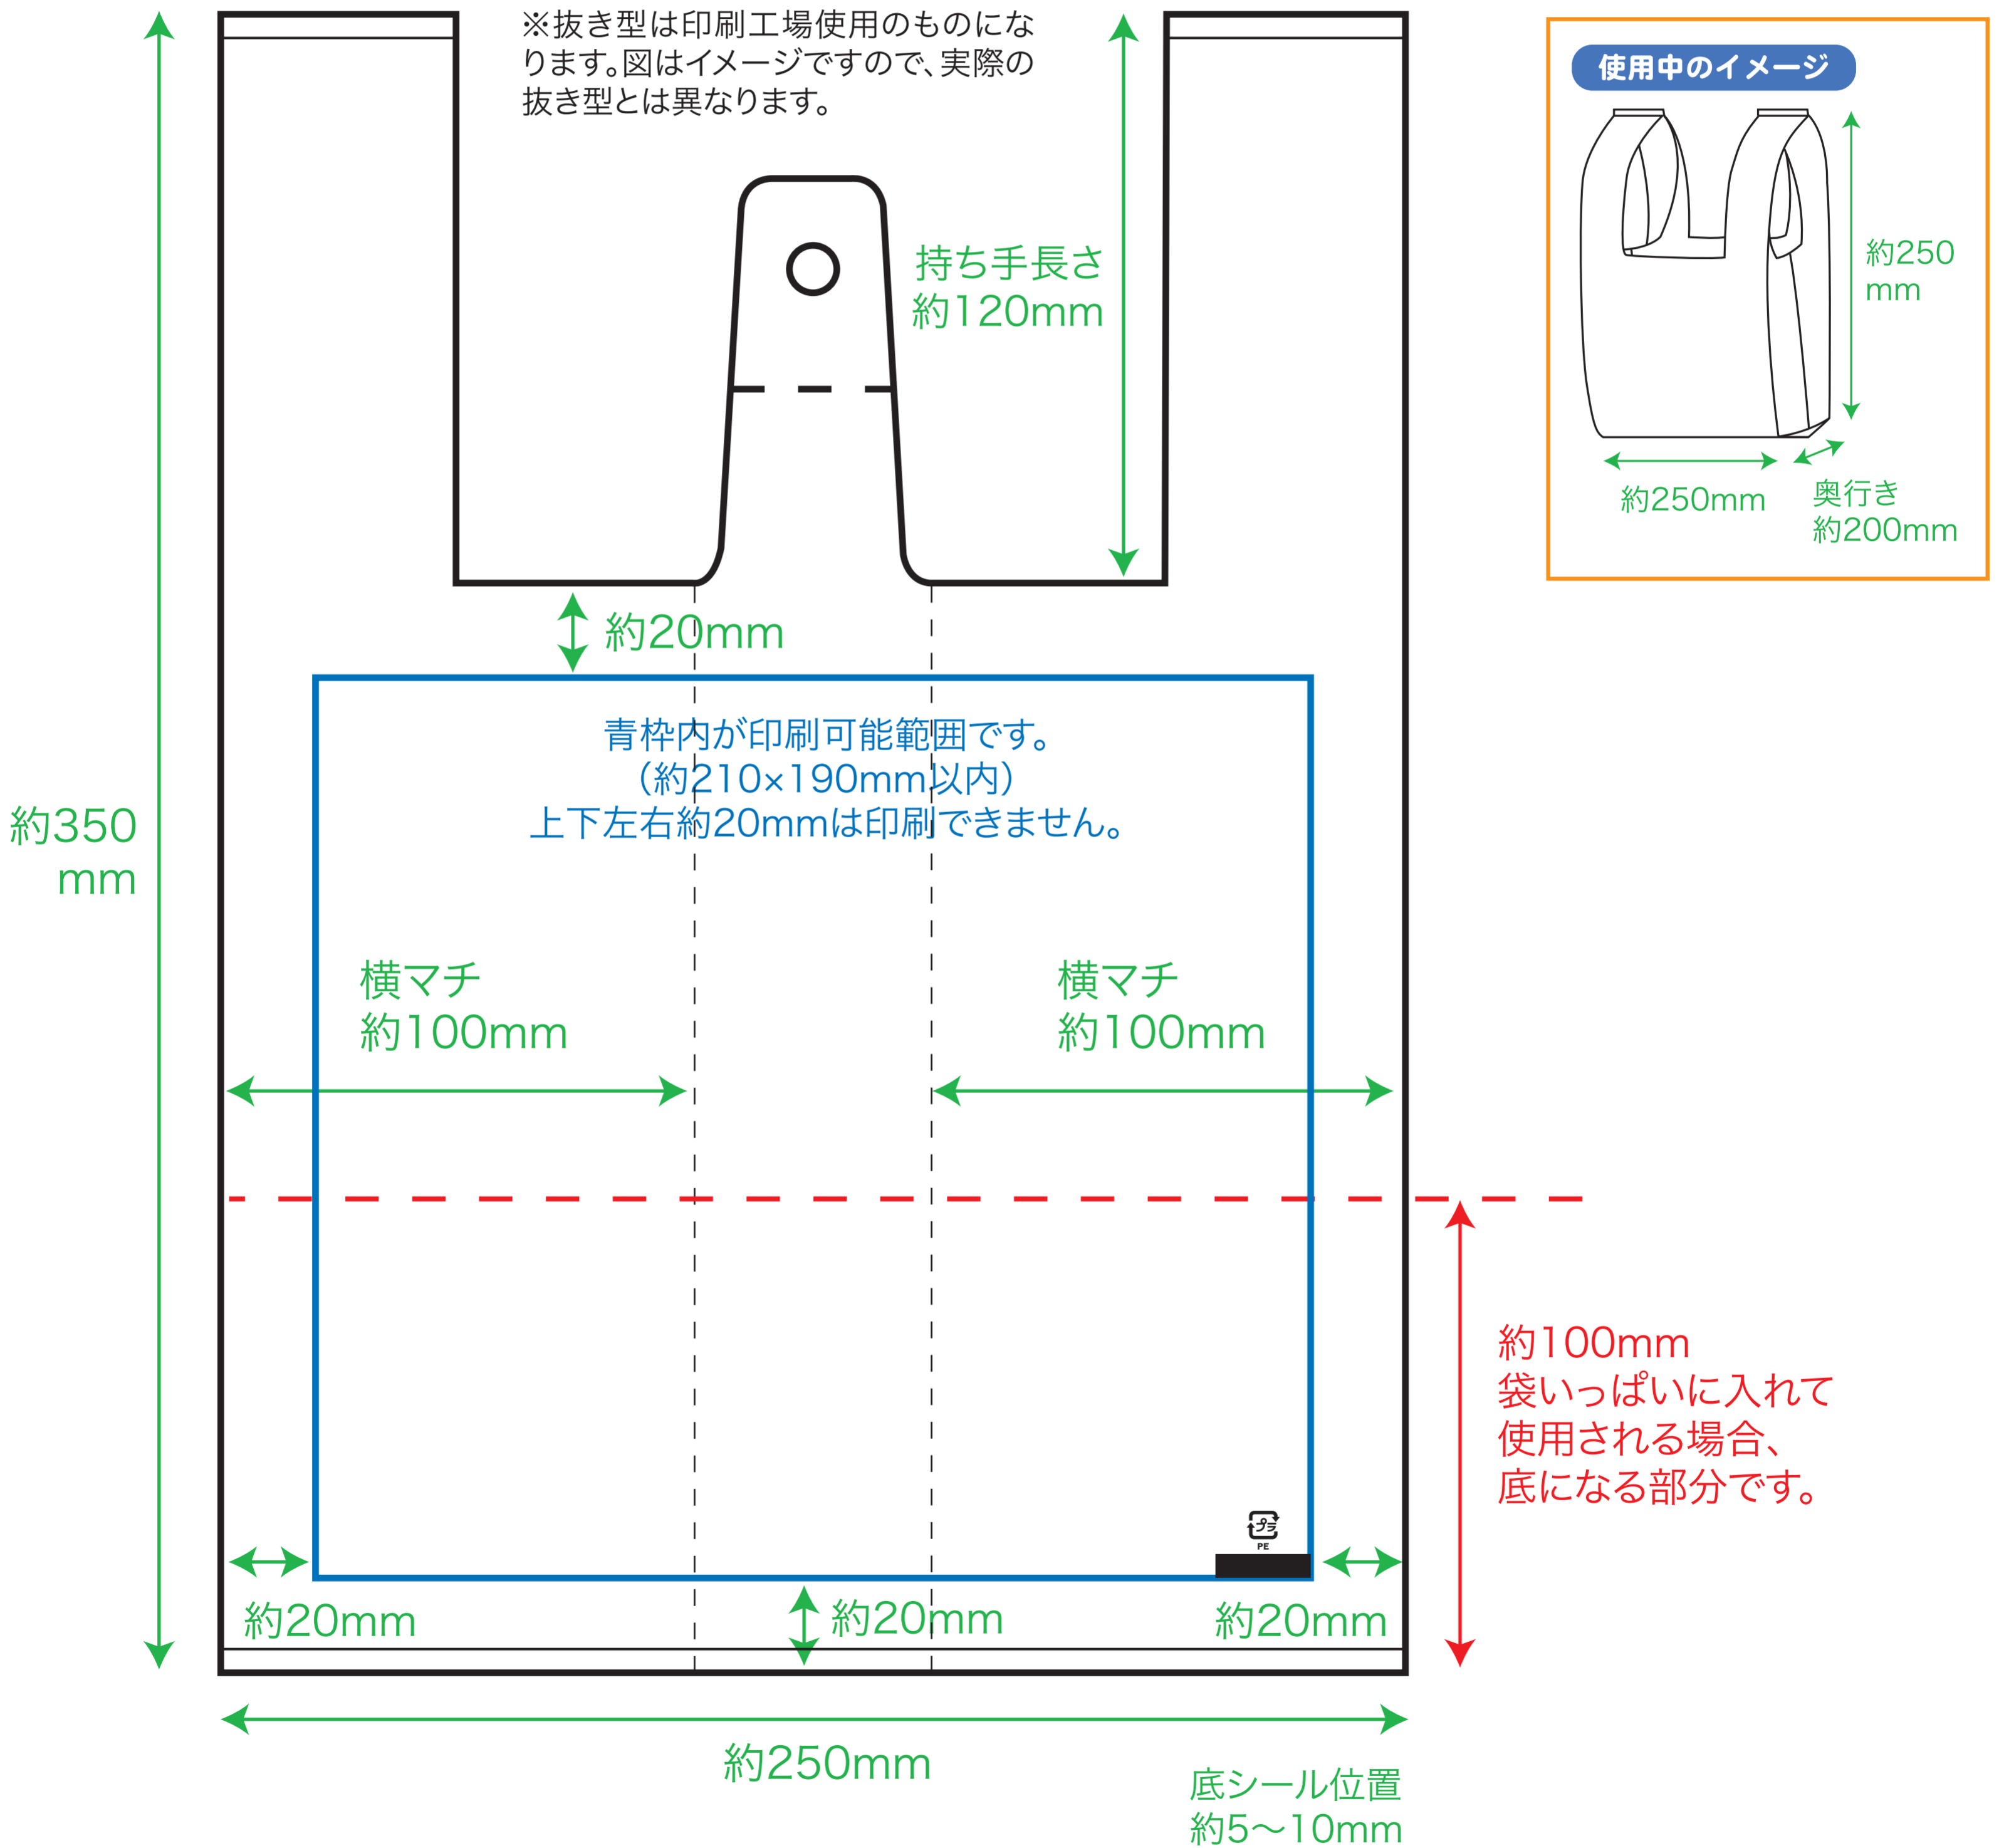 ※抜き型は印刷工場使用のものにな
ります。図はイメージですので、実際の
抜き型とは異なります。
使用中のイメージ
持ち手長さ
約120mm
約250
mm
約250mm
奥行き
約200mm
約20mm
青枠内が印刷可能範囲です。
（約210×190mm以内）
上下左右約20mmは印刷できません。
約350
mm
横マチ
約100mm
横マチ
約100mm
約100mm
袋いっぱいに入れて
使用される場合、
底になる部分です。
プラ
PE
約20mm
約20mm
約20mm
約250mm
底シール位置
約5～10mm